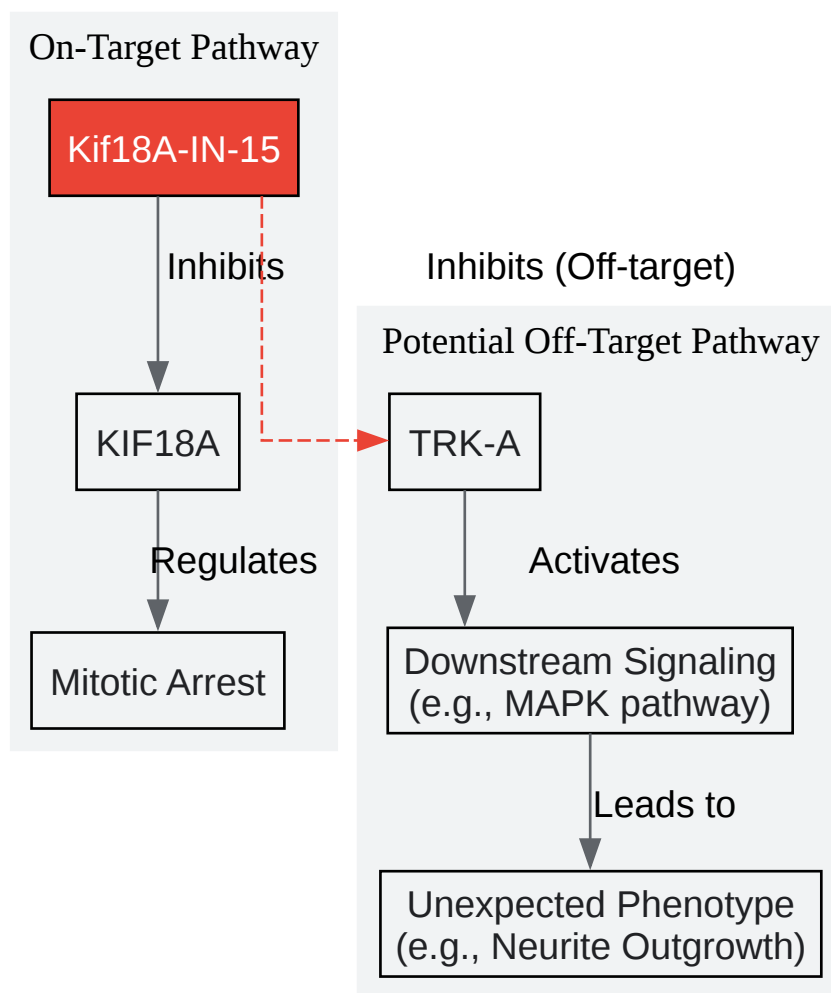 On-Target Pathway
Kif18A-IN-15
Inhibits
Inhibits (Off-target)
Potential Off-Target Pathway
KIF18A
TRK-A
Regulates
Activates
Mitotic Arrest
Downstream Signaling
(e.g., MAPK pathway)
Leads to
Unexpected Phenotype
(e.g., Neurite Outgrowth)